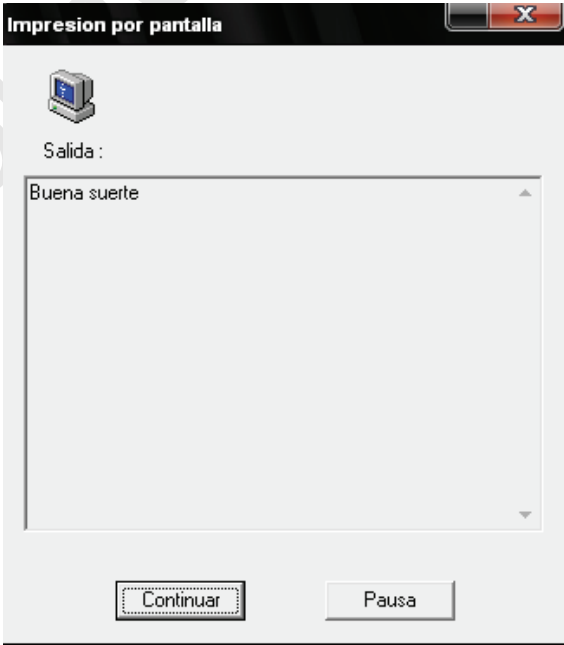 Impresion por pantalla
Salida :
Buena suerte
Continuar
Pausa